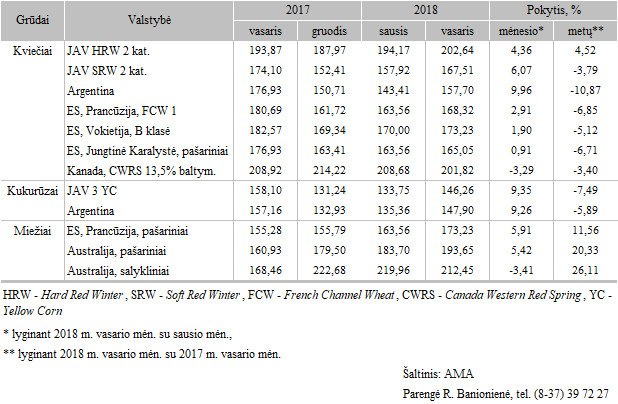 Grūdai Valstybė 2017 2018 Pokytis, %
vasaris gruodis sausis vasaris mėnesio* metų**
Kviečiai JAV HRW 2 kat. 193,87 187,97 194,17 202,64 4,36 4,52
JAV SRW 2 kat. 174,10 152,41 157,92 167,51 6,07 -3,79
Argentina 176,93 150,71 143,41 157,70 9,96 -10,87
ES, Prancūzija, FCW 1 180,69 161,72 163,56 168,32 2,91 -6,85
ES, Vokietija, B klasė 182,57 169,34 170,00 173,23 1,90 -5,12
ES, Jungtinė Karalystė, pašariniai 176,93 163,41 163,56 165,05 0,91 -6,71
Kanada, CWRS 13,5% baltym. 208,92 214,22 208,68 201,82 -3,29 -3,40
Kukurūzai JAV 3 YC 158,10 131,24 133,75 146,26 9,35 -7,49
Argentina 157,16 132,93 135,36 147,90 9,26 -5,89
Miežiai ES, Prancūzija, pašariniai 155,28 155,79 163,56 173,23 5,91 11,56
Australija, pašariniai 160,93 179,50 183,70 193,65 5,42 20,33
Australija, salykliniai 168,46 222,68 219,96 212,45 -3,41 26,11
HRW - Hard Red Winter, SRW - Soft Red Winter, FCW - French Channel Wheat, CWRS - Canada Western Red Spring, YC -
Yellow Corn
* lyginant 2018 m. vasario mėn. su sausio mėn.,
** lyginant 2018 m. vasario mėn. su 2017 m. vasario mėn.
Šaltinis: AMA
Parengė R. Banionienė, tel. (8-37) 39 72 27